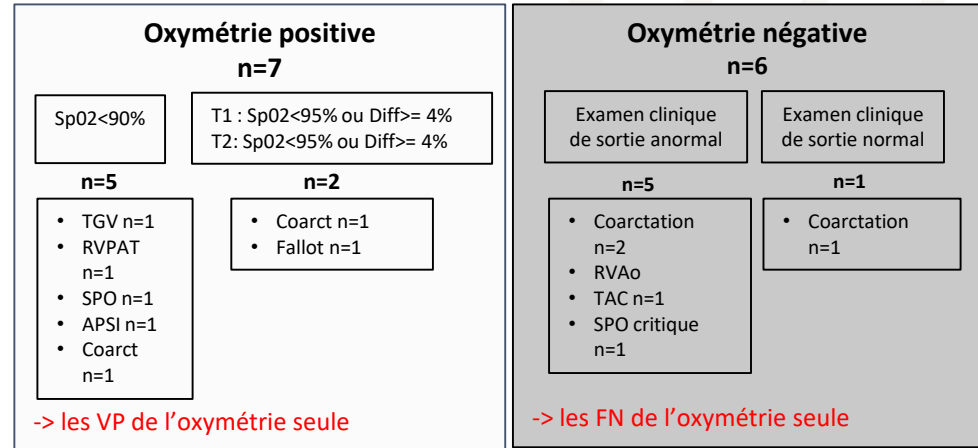 Oxymétrie positive
n=7
Sp02<90%
T1 : Sp02<95% ou Diff>= 4%
T2: Sp02<95% ou Diff>= 4%
n=5
n=2
• TGV n=1
• RVPAT
n=1
• SPO n=1
• APSI n=1
• Coarct
n=1
• Coarct n=1
• Fallot n=1
-> les VP de l’oxymétrie seule
Oxymétrie négative
n=6
Examen clinique
de sortie anormal
Examen clinique
de sortie normal
n=5
n=1
• Coarctation
n=2
• RVAo
• TAC n=1
• SPO critique
n=1
• Coarctation
n=1
-> les FN de l’oxymétrie seule